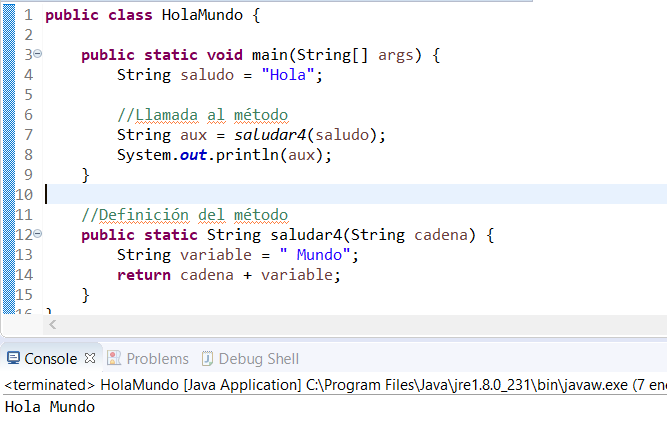 1 public class HolaMundo {
2
3 public static void main(String[] args) {
4 String saludo = "Hola";
5
6 //Llamada al método
7 String aux = saludar4(saludo);
8 System.out.println(aux);
9 }
10
11 //Definición del método
12 public static String saludar4(String cadena) {
13 String variable = " Mundo";
14 return cadena + variable;
15 }
16 }
Console Problems Debug Shell
<terminated> HolaMundo [Java Application] C:\Program Files\Java\jre1.8.0_231\bin\javaw.exe (7 ene
Hola Mundo